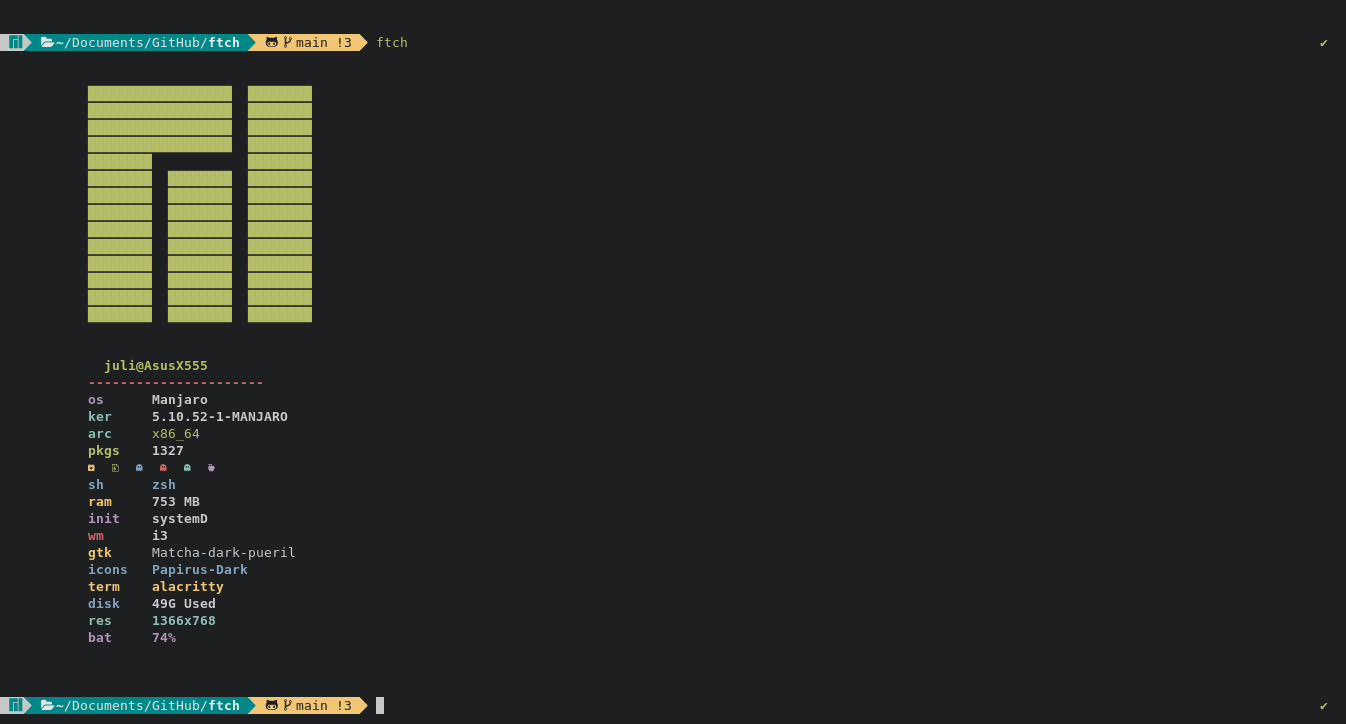 ~/Documents/GitHub/ftch main !3 ftch ✔
juli@AsusX555
----------------------
os Manjaro
ker 5.10.52-1-MANJARO
arc x86_64
pkgs 1327
sh zsh
ram 753 MB
init systemD
wm i3
gtk Matcha-dark-pueril
icons Papirus-Dark
term alacritty
disk 49G Used
res 1366x768
bat 74%
~/Documents/GitHub/ftch main !3 ✔